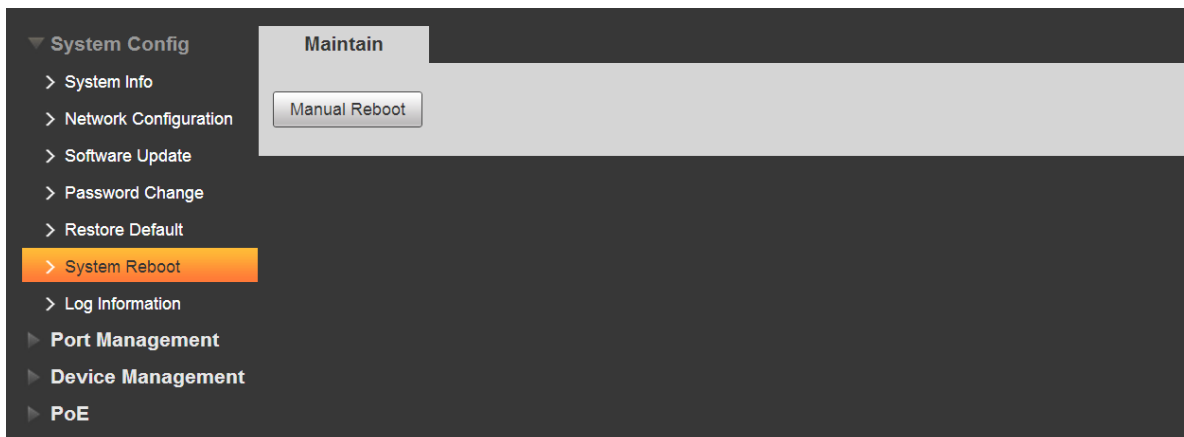 System Config
System Info
Network Configuration
Software Update
Password Change
Restore Default
System Reboot
Log Information
Port Management
Device Management
PoE
Maintain
Manual Reboot